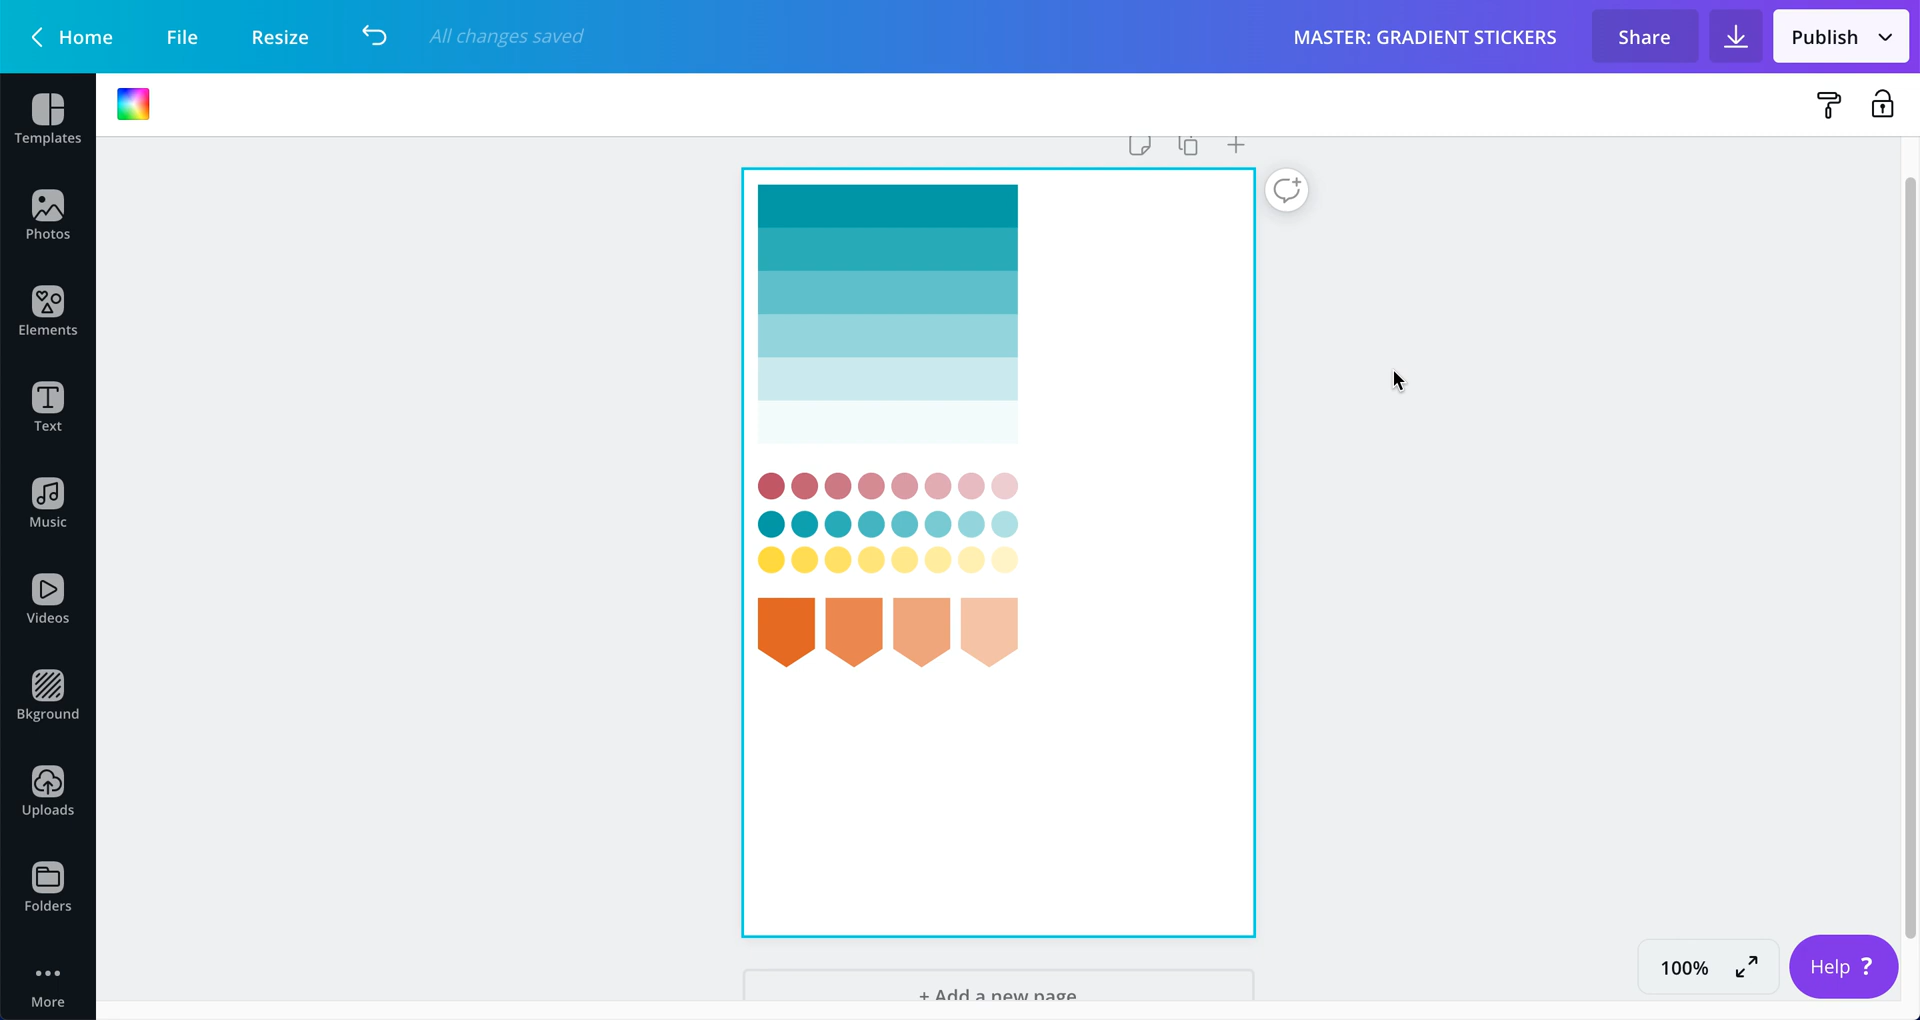 Home File Resize All changes saved MASTER: GRADIENT STICKERS Share Publish
Templates
Photos
Elements
Text
Music
Videos
Bkground
Uploads
Folders
More
+ Add a new page
100%
Help ?